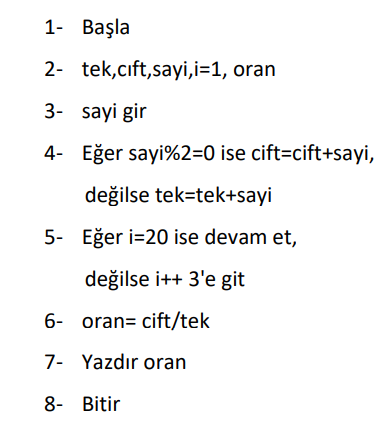 1- Başla
2- tek,cıft,sayi,i=1, oran
3- sayi gir
4- Eğer sayi%2=0 ise cift=cift+sayi,
değilse tek=tek+sayi
5- Eğer i=20 ise devam et,
değilse i++ 3'e git
6- oran= cift/tek
7- Yazdır oran
8- Bitir